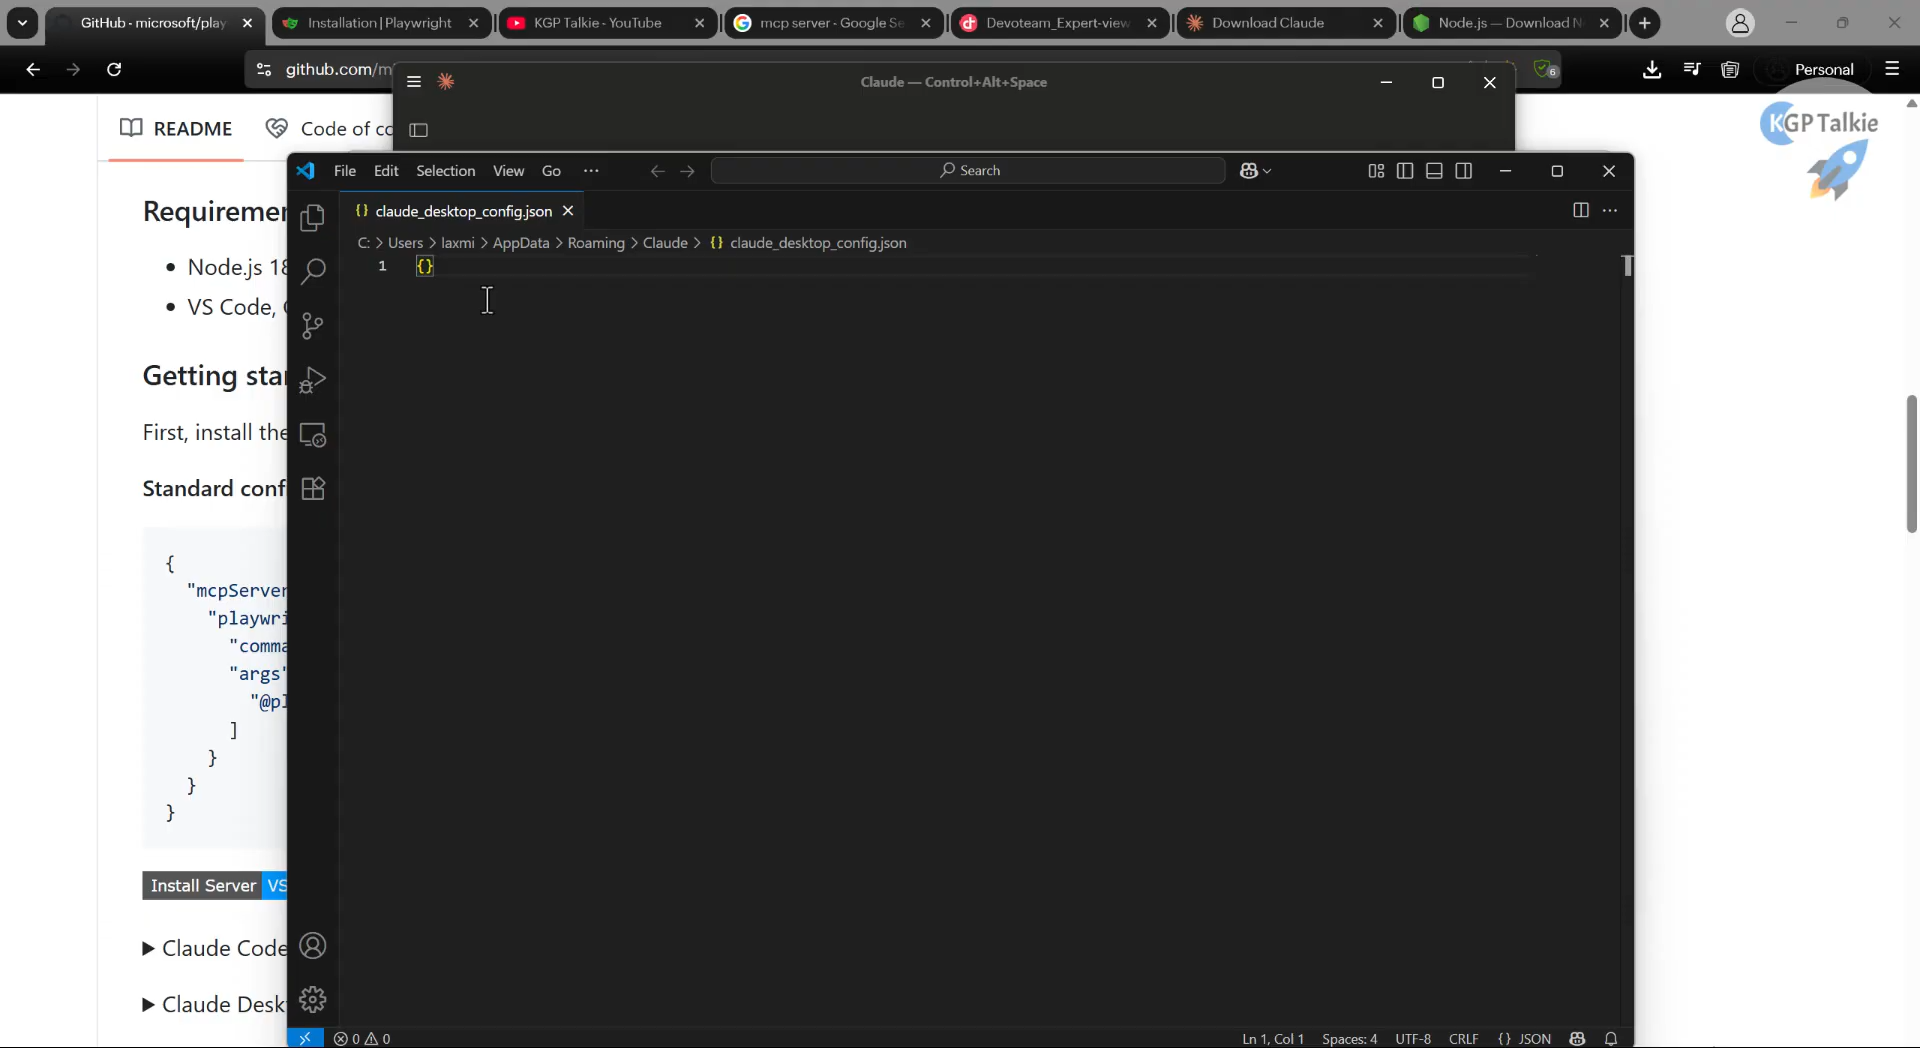 GitHub - microsoft/play
Installation | Playwright
KGP Talkie - YouTube
mcp server - Google Se
Devoteam_Expert-view
Download Claude
Node.js — Download N
github.com/m
6
Personal
Claude — Control+Alt+Space
KGP Talkie
README
Code of co
File Edit Selection View Go ...
Search
{} claude_desktop_config.json
C: > Users > laxmi > AppData > Roaming > Claude > {} claude_desktop_config.json
1 {}
Requiremen
Node.js 18
VS Code, C
Getting star
First, install the
Standard conf
{
"mcpServer
"playwri
"comma
"args"
"@pl
]
}
}
}
Install Server VS
Claude Code
Claude Desk
0 0
Ln 1, Col 1 Spaces: 4 UTF-8 CRLF {} JSON